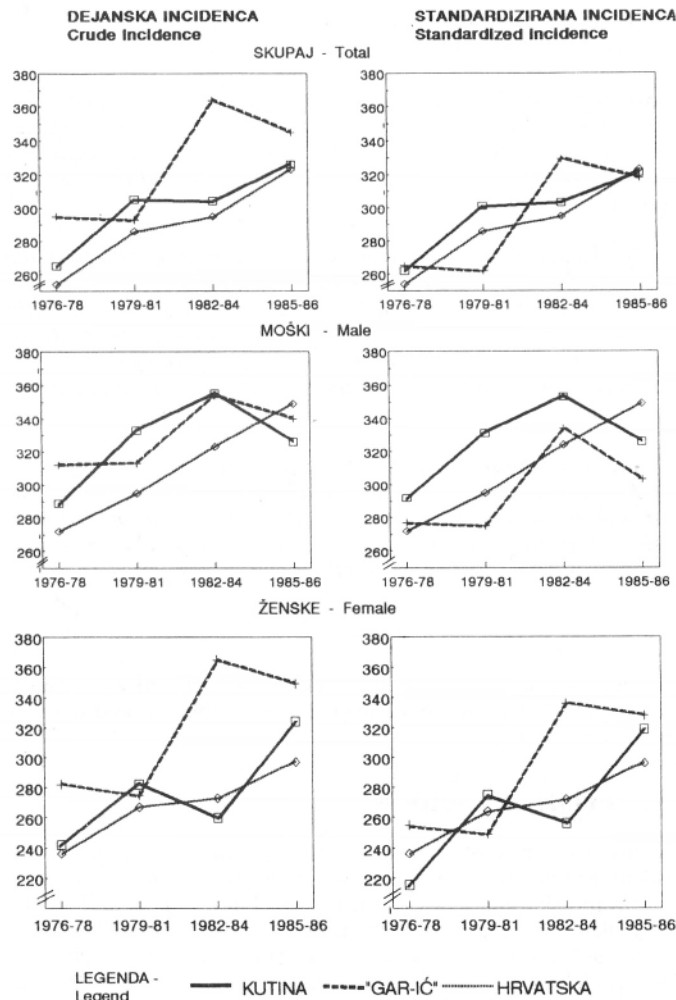 DEJANSKA INCIDENCA STANDARDIZIRANA INCIDENCA
Crude Incidence Standardized Incidence
SKUPAJ - Total
380 380
360 360
340 340
320 320
300 300
280 280
260 260
1976-78 1979-81 1982-84 1985-86 1976-78 1979-81 1982-84 1985-86
MOŠKI - Male
380 380
360 360
340 340
320 320
300 300
280 280
260 260
1976-78 1979-81 1982-84 1985-86 1976-78 1979-81 1982-84 1985-86
ŽENSKE - Female
380 380
360 360
340 340
320 320
300 300
280 280
260 260
240 240
220 220
1976-78 1979-81 1982-84 1985-86 1976-78 1979-81 1982-84 1985-86
LEGENDA - KUTINA "GAR-IĆ" HRVATSKA
Legend